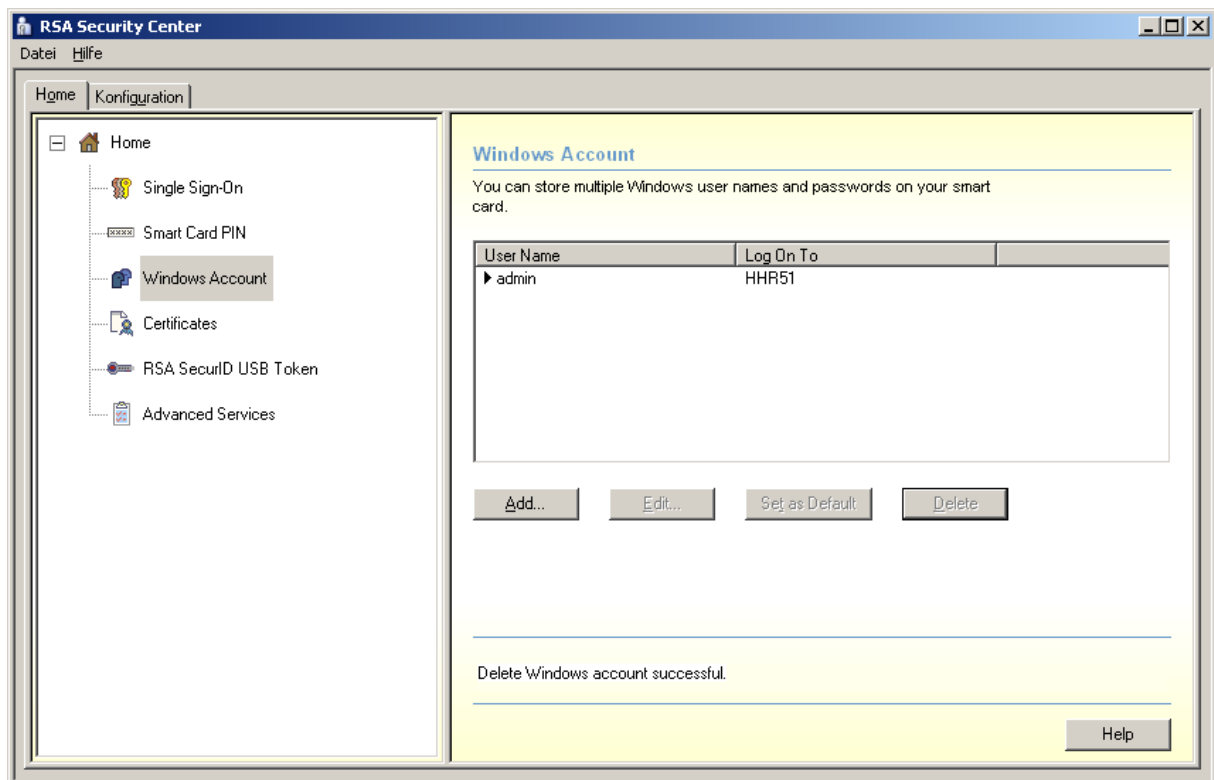 RSA Security Center
Datei Hilfe
Home Konfiguration
Home
Single Sign-On
Smart Card PIN
Windows Account
Certificates
RSA SecurID USB Token
Advanced Services
Windows Account
You can store multiple Windows user names and passwords on your smart
card.
User Name Log On To
admin HHR51
Add... Edit... Set as Default Delete
Delete Windows account successful.
Help